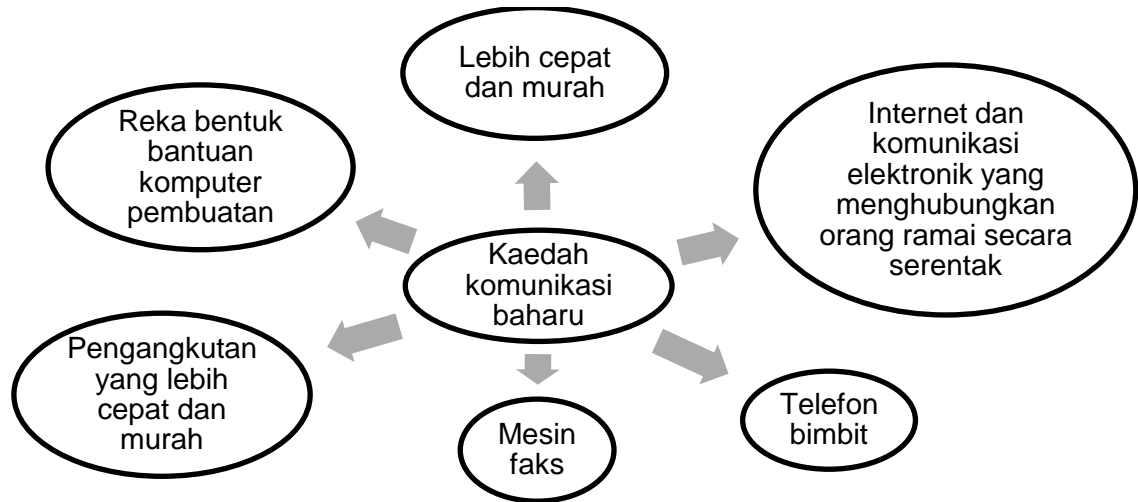 Lebih cepat
dan murah
Reka bentuk
bantuan
komputer
pembuatan
Internet dan
komunikasi
elektronik yang
menghubungkan
orang ramai secara
serentak
Kaedah
komunikasi
baharu
Pengangkutan
yang lebih
cepat dan
murah
Mesin
faks
Telefon
bimbit